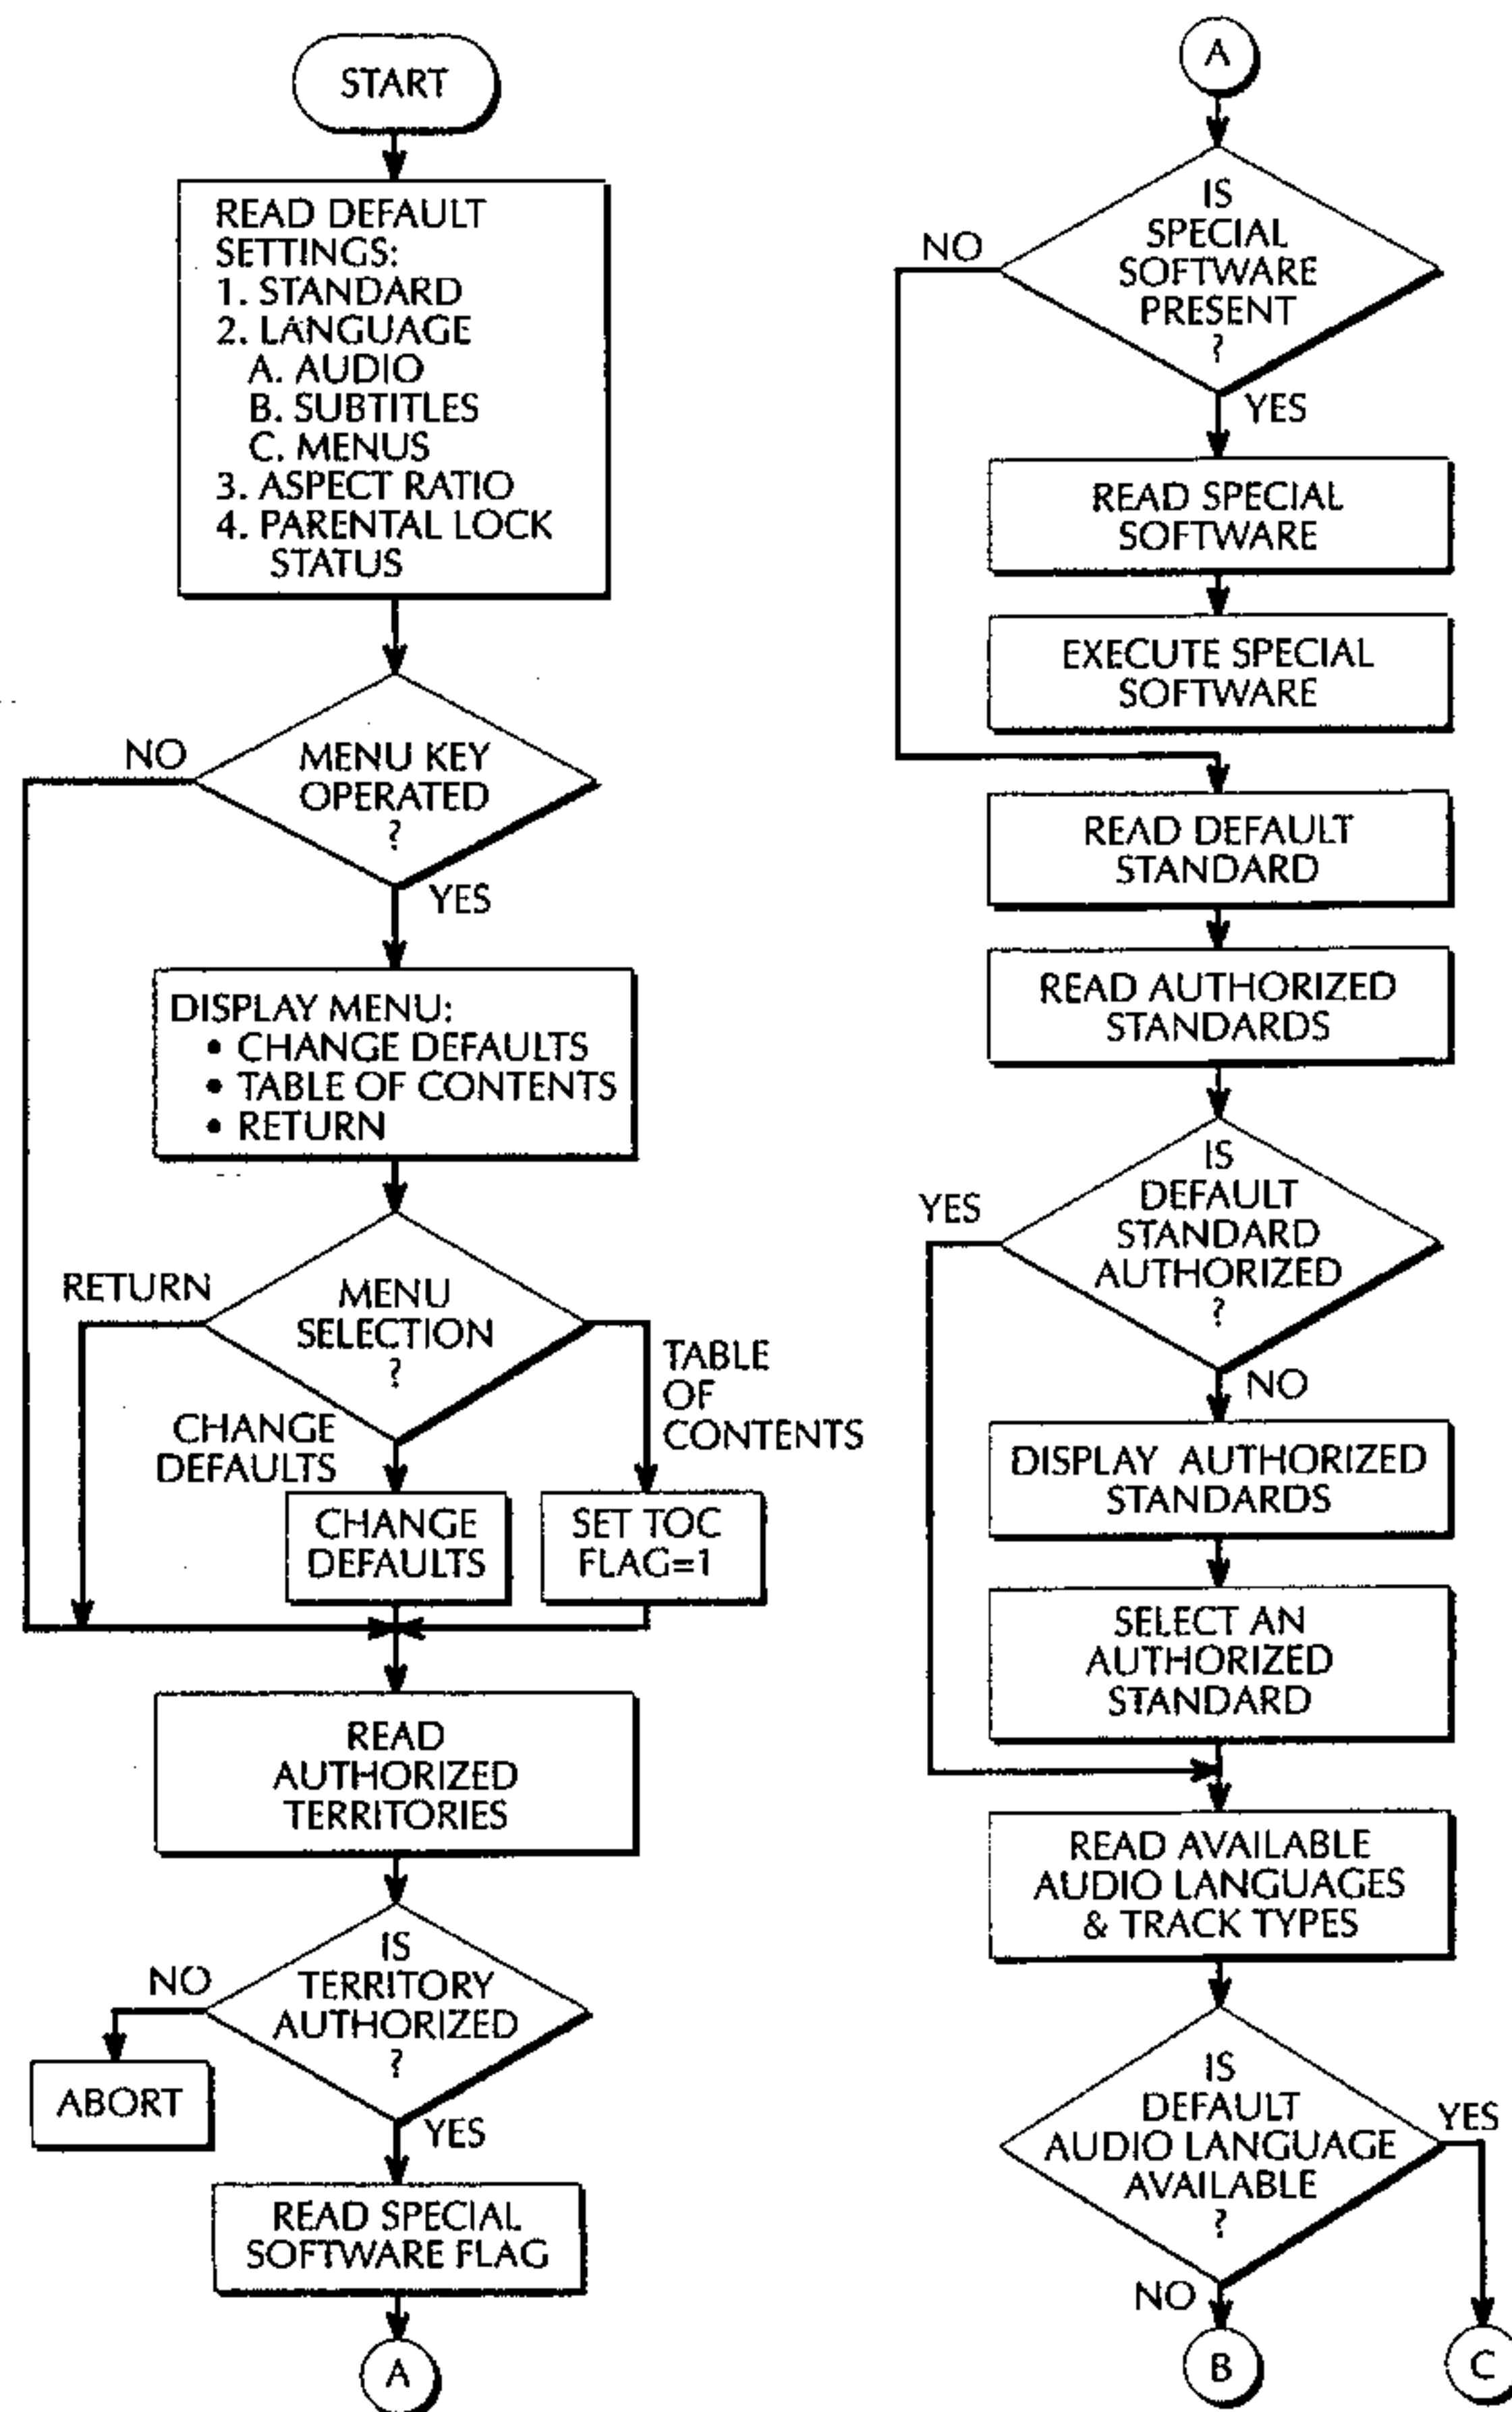 START
READ DEFAULT
SETTINGS:
1. STANDARD
2. LANGUAGE
A. AUDIO
B. SUBTITLES
C. MENUS
3. ASPECT RATIO
4. PARENTAL LOCK
STATUS
NO
MENU KEY
OPERATED
?
YES
DISPLAY MENU:
• CHANGE DEFAULTS
• TABLE OF CONTENTS
• RETURN
RETURN
MENU
SELECTION
?
TABLE
OF
CONTENTS
CHANGE
DEFAULTS
CHANGE
DEFAULTS
SET TOC
FLAG=1
READ
AUTHORIZED
TERRITORIES
NO
IS
TERRITORY
AUTHORIZED
?
ABORT
YES
READ SPECIAL
SOFTWARE FLAG
A
A
IS
SPECIAL
SOFTWARE
PRESENT
?
NO
YES
READ SPECIAL
SOFTWARE
EXECUTE SPECIAL
SOFTWARE
READ DEFAULT
STANDARD
READ AUTHORIZED
STANDARDS
YES
IS
DEFAULT
STANDARD
AUTHORIZED
?
NO
DISPLAY AUTHORIZED
STANDARDS
SELECT AN
AUTHORIZED
STANDARD
READ AVAILABLE
AUDIO LANGUAGES
& TRACK TYPES
IS
DEFAULT
AUDIO LANGUAGE
AVAILABLE
?
YES
NO
B
C